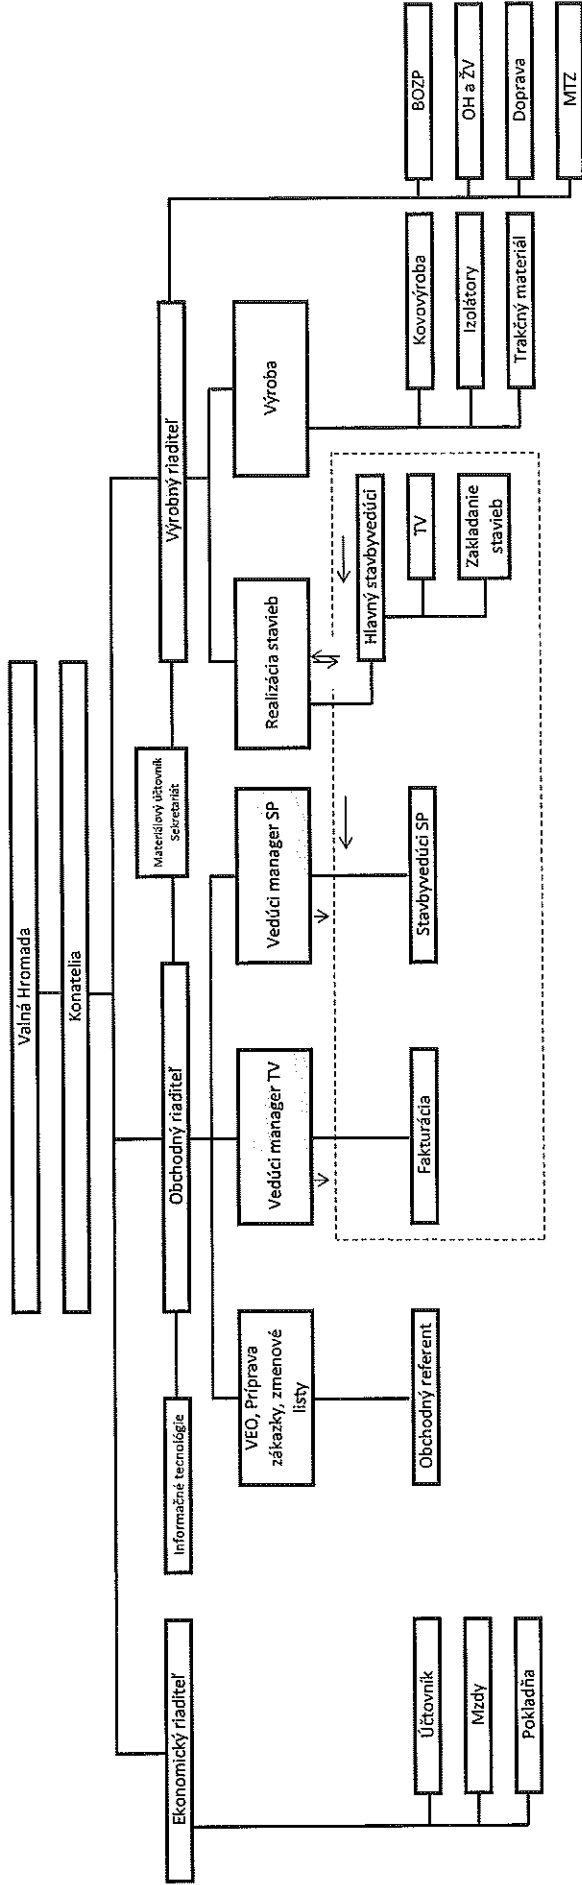 Valná Hromada
Konatelia
Ekonomický riaditeľ
Informačné tecnológie
Obchodný riaditeľ
Materiálový účtovník
Sekretariát
Výrobný riaditeľ
VEO, Príprava
zákazky, zmenové
listy
Vedúci manager TV
Vedúci manager SP
Realizácia stavieb
Výroba
Hlavný stavbyvedúci
Účtovník
Mzdy
Pokladňa
Obchodný referent
Fakturácia
Stavbyvedúci SP
TV
Zakladanie
stavieb
Kovovýroba
Izolátory
Trakčný materiál
BOZP
OH a ŽV
Doprava
MTZ